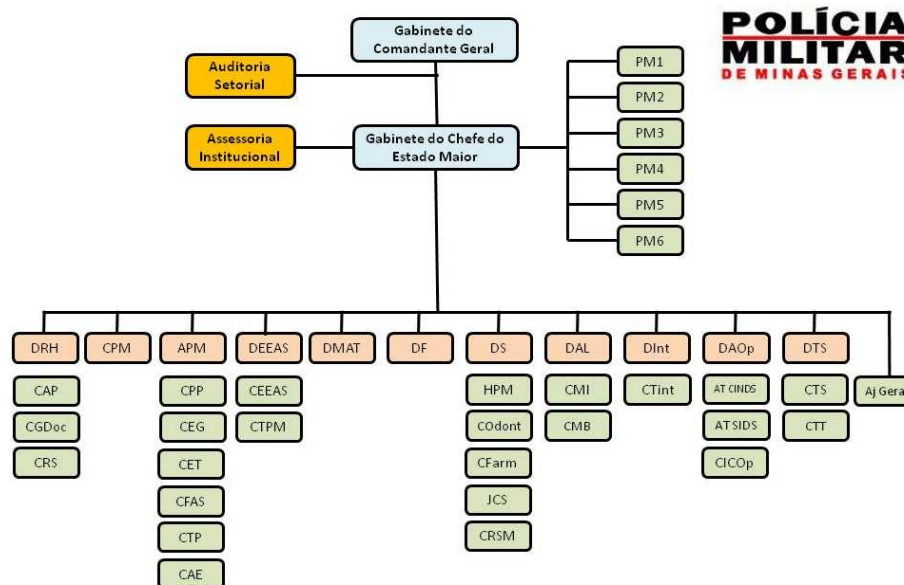 Gabinete do
Comandante Geral
POLÍCIA
MILITAR
DE MINAS GERAIS
Auditoria
Setorial
Assessoria
Institucional
Gabinete do Chefe do
Estado Maior
PM1
PM2
PM3
PM4
PM5
PM6
DRH
CPM
APM
DEEAS
DMAT
DF
DS
DAL
DInt
DAOp
DTS
Aj Geral
CAP
CGDoc
CRS
CPP
CEG
CET
CFAS
CTP
CAE
CEEAS
CTPM
HPM
COdont
CFarm
JCS
CRSM
CMI
CMB
CTint
AT CINDS
AT SIDS
CICOp
CTS
CTT